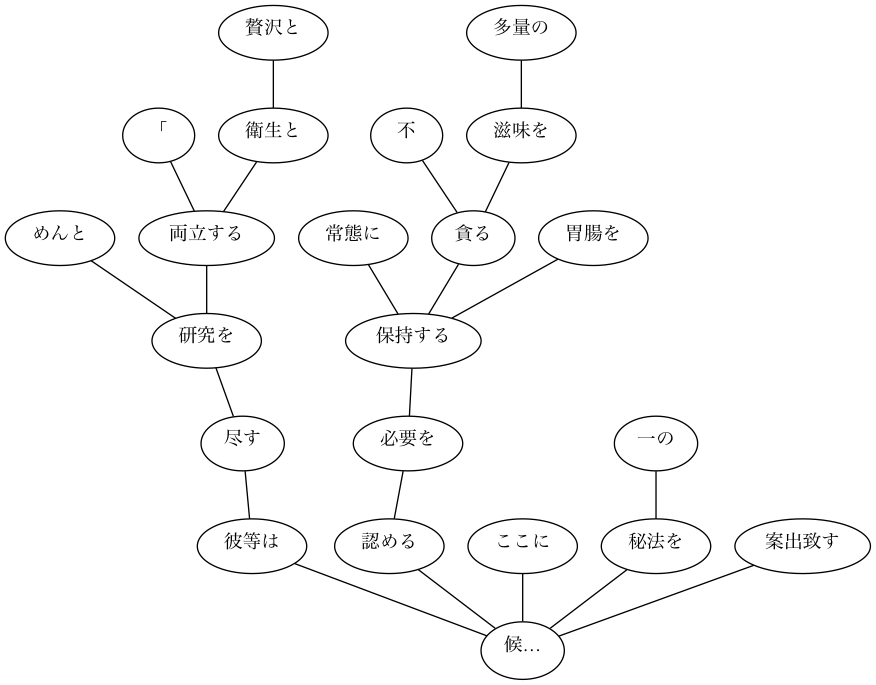 贅沢と
多量の
「
衛生と
不
滋味を
めんと
両立する
常態に
貪る
胃腸を
研究を
保持する
尽す
必要を
一の
彼等は
認める
ここに
秘法を
案出致す
候...